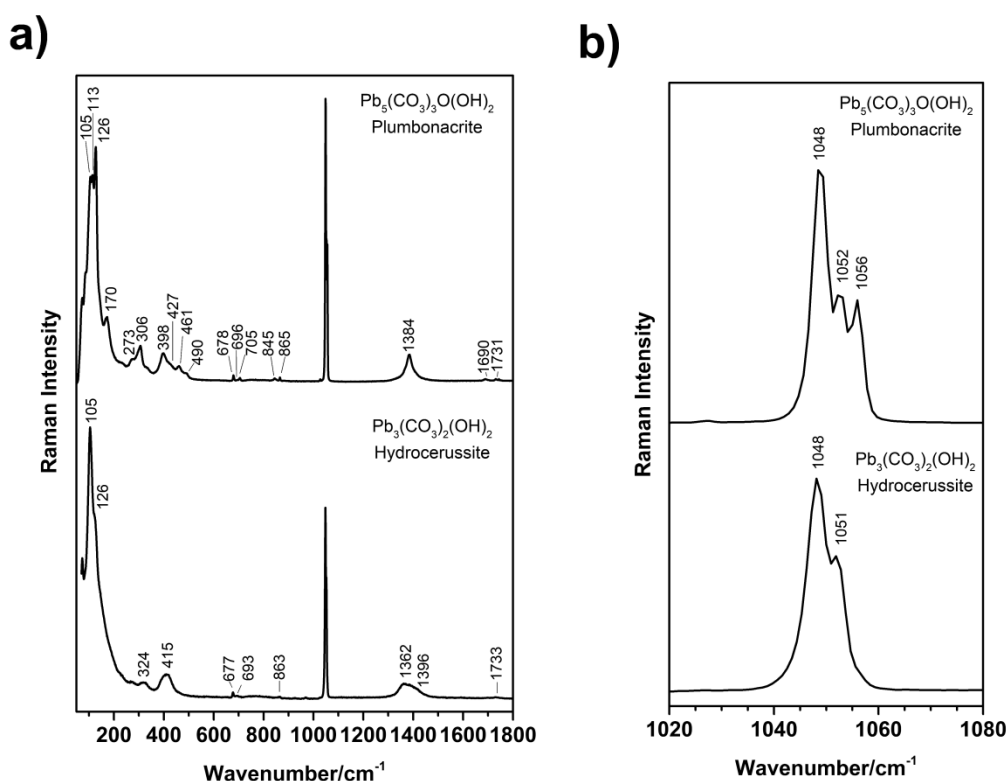 a)
Raman Intensity
Pb5(CO3)3O(OH)2
Plumbonacrite
105
113
126
170
273
306
398
427
461
490
678
696
705
845
865
1384
1690
1731
Pb3(CO3)2(OH)2
Hydrocerussite
105
126
324
415
677
693
863
1362
1396
1733
200 400 600 800 1000 1200 1400 1600 1800
Wavenumber/cm-1
b)
Raman Intensity
Pb5(CO3)3O(OH)2
Plumbonacrite
1048
1052
1056
Pb3(CO3)2(OH)2
Hydrocerussite
1048
1051
1020 1040 1060 1080
Wavenumber/cm-1